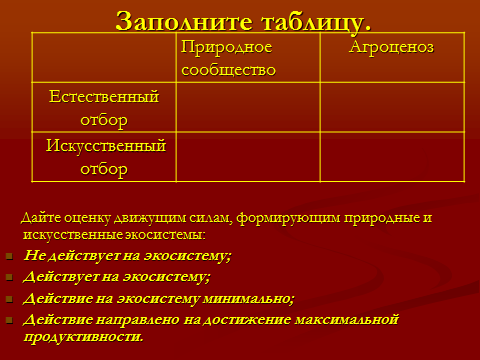 Заполните таблицу.
Природное сообщество
Агроценоз
Естественный отбор
Искусственный отбор
Дайте оценку движущим силам, формирующим природные и
искусственные экосистемы:
Не действует на экосистему;
Действует на экосистему;
Действие на экосистему минимально;
Действие направлено на достижение максимальной
продуктивности.